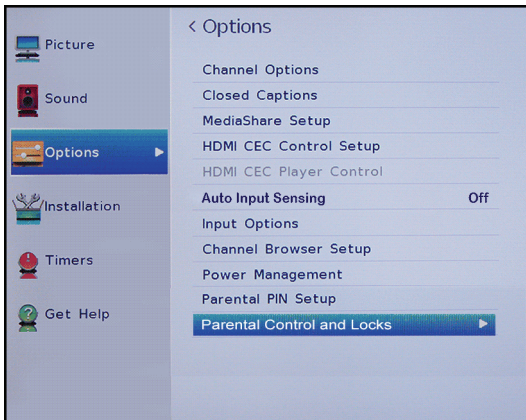 Picture
Sound
Options
Installation
Timers
Get Help
< Options
Channel Options
Closed Captions
MediaShare Setup
HDMI CEC Control Setup
HDMI CEC Player Control
Auto Input Sensing Off
Input Options
Channel Browser Setup
Power Management
Parental PIN Setup
Parental Control and Locks